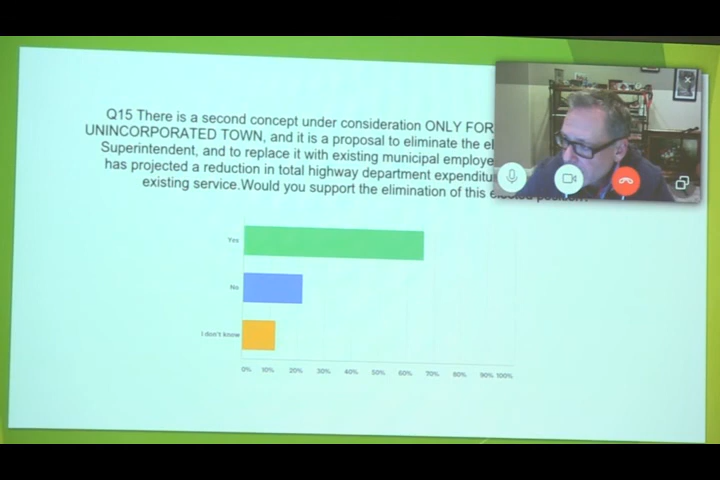 Q15 There is a second concept under consideration ONLY FOR
UNINCORPORATED TOWN, and it is a proposal to eliminate the
Superintendent, and to replace it with existing municipal
has projected a reduction in total highway department
existing service.Would you support the elimination of this
Yes
No
I don't know
0% 10% 20% 30% 40% 50% 60% 70% 80% 90% 100%